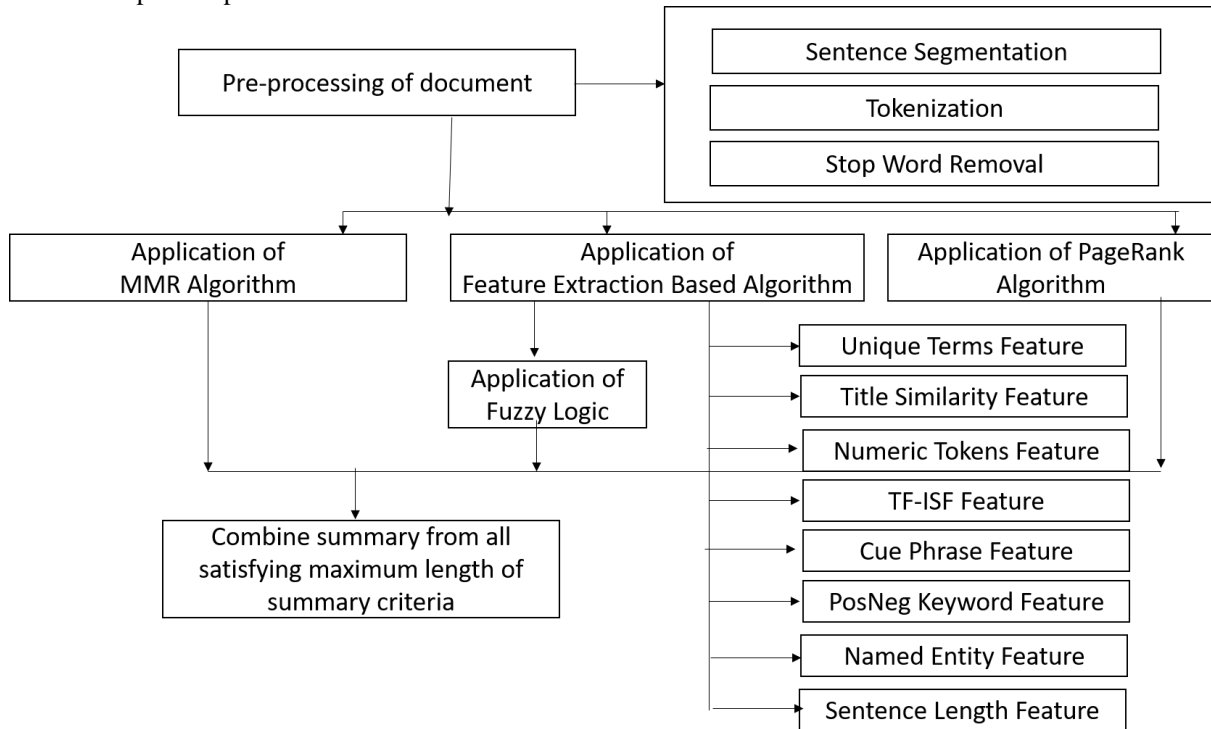 Pre-processing of document
Sentence Segmentation
Tokenization
Stop Word Removal
Application of
MMR Algorithm
Application of
Feature Extraction Based Algorithm
Application of PageRank
Algorithm
Application of
Fuzzy Logic
Unique Terms Feature
Title Similarity Feature
Numeric Tokens Feature
TF-ISF Feature
Cue Phrase Feature
PosNeg Keyword Feature
Named Entity Feature
Sentence Length Feature
Combine summary from all
satisfying maximum length of
summary criteria